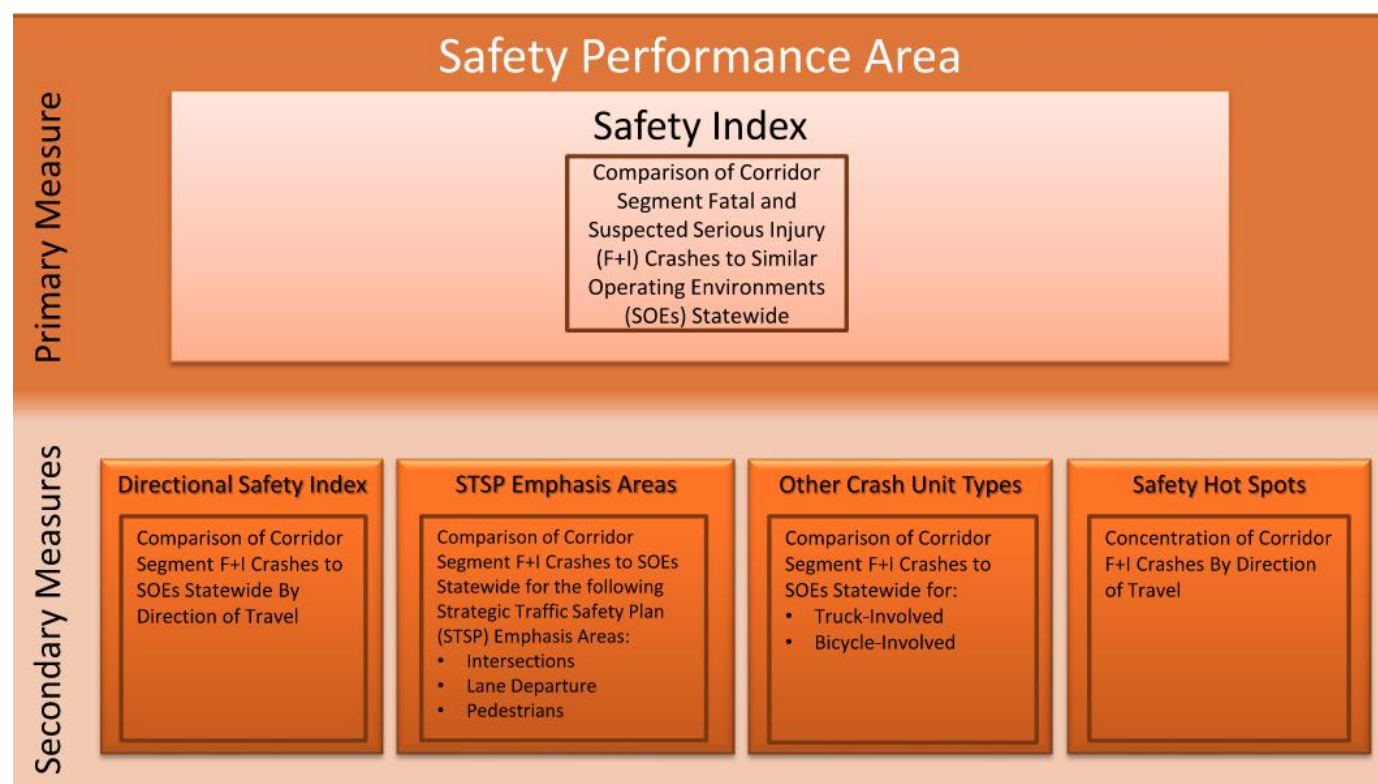 Safety Performance Area
Primary Measure
Safety Index
Comparison of Corridor
Segment Fatal and
Suspected Serious Injury
(F+I) Crashes to Similar
Operating Environments
(SOEs) Statewide
Secondary Measures
Directional Safety Index
Comparison of Corridor
Segment F+I Crashes to
SOEs Statewide By
Direction of Travel
STSP Emphasis Areas
Comparison of Corridor
Segment F+I Crashes to SOEs
Statewide for the following
Strategic Traffic Safety Plan
(STSP) Emphasis Areas:
• Intersections
• Lane Departure
• Pedestrians
Other Crash Unit Types
Comparison of Corridor
Segment F+I Crashes to
SOEs Statewide for:
• Truck-Involved
• Bicycle-Involved
Safety Hot Spots
Concentration of Corridor
F+I Crashes By Direction
of Travel